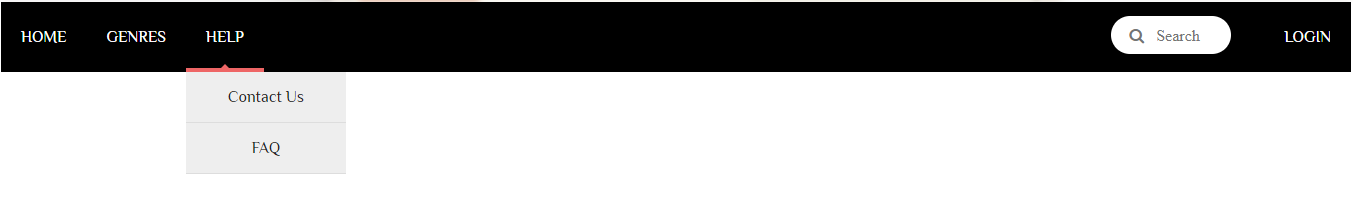 HOME GENRES HELP Search LOGIN
Contact Us
FAQ